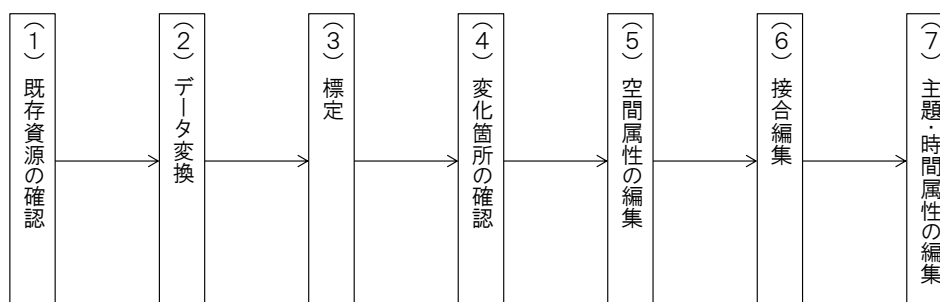 （1）既存資源の確認
（2）データ変換
（3）標定
（4）変化箇所の確認
（5）空間属性の編集
（6）接合編集
（7）主題・時間属性の編集